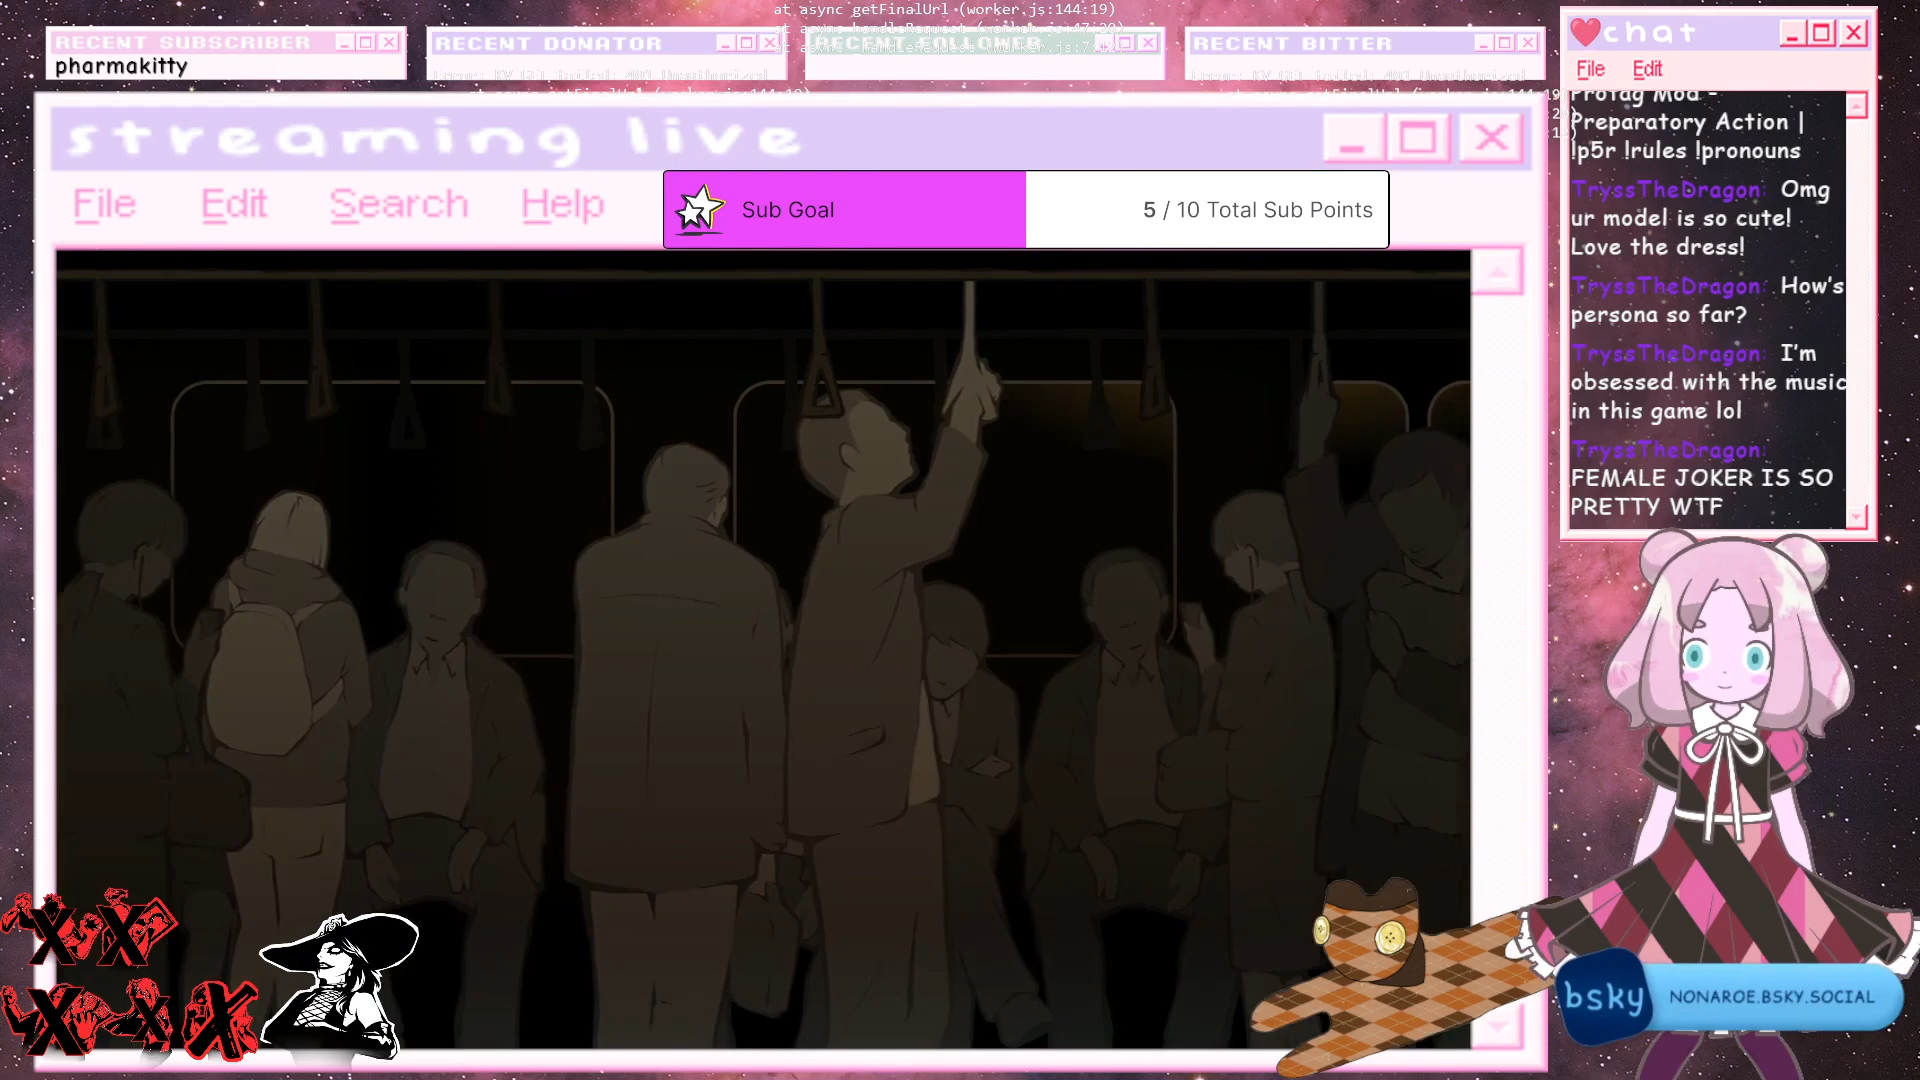 at async getFinalUrl (worker.js:144:19)
RECENT SUBSCRIBER
pharmakitty
RECENT DONATOR
RECENT BITTER
chat
File Edit
streaming live
File Edit Search Help
Sub Goal
5 / 10 Total Sub Points
Protag Mod -
Preparatory Action |
!p5r !rules !pronouns
TryssTheDragon: Omg
ur model is so cute!
Love the dress!
TryssTheDragon: How's
persona so far?
TryssTheDragon: I'm
obsessed with the music
in this game lol
TryssTheDragon:
FEMALE JOKER IS SO
PRETTY WTF
bsky
NONAROE.BSKY.SOCIAL